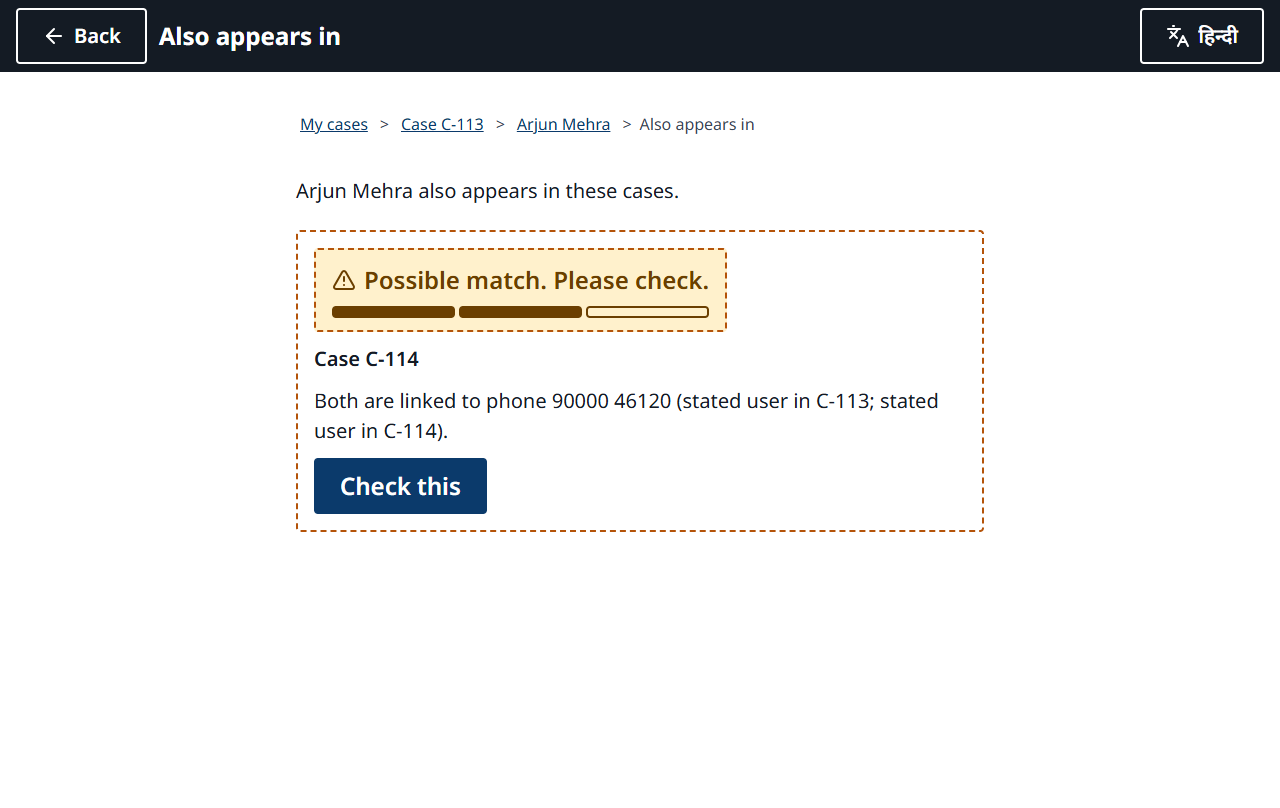 Back
Also appears in
हिन्दी
My cases > Case C-113 > Arjun Mehra > Also appears in
Arjun Mehra also appears in these cases.
Possible match. Please check.
Case C-114
Both are linked to phone 90000 46120 (stated user in C-113; stated
user in C-114).
Check this